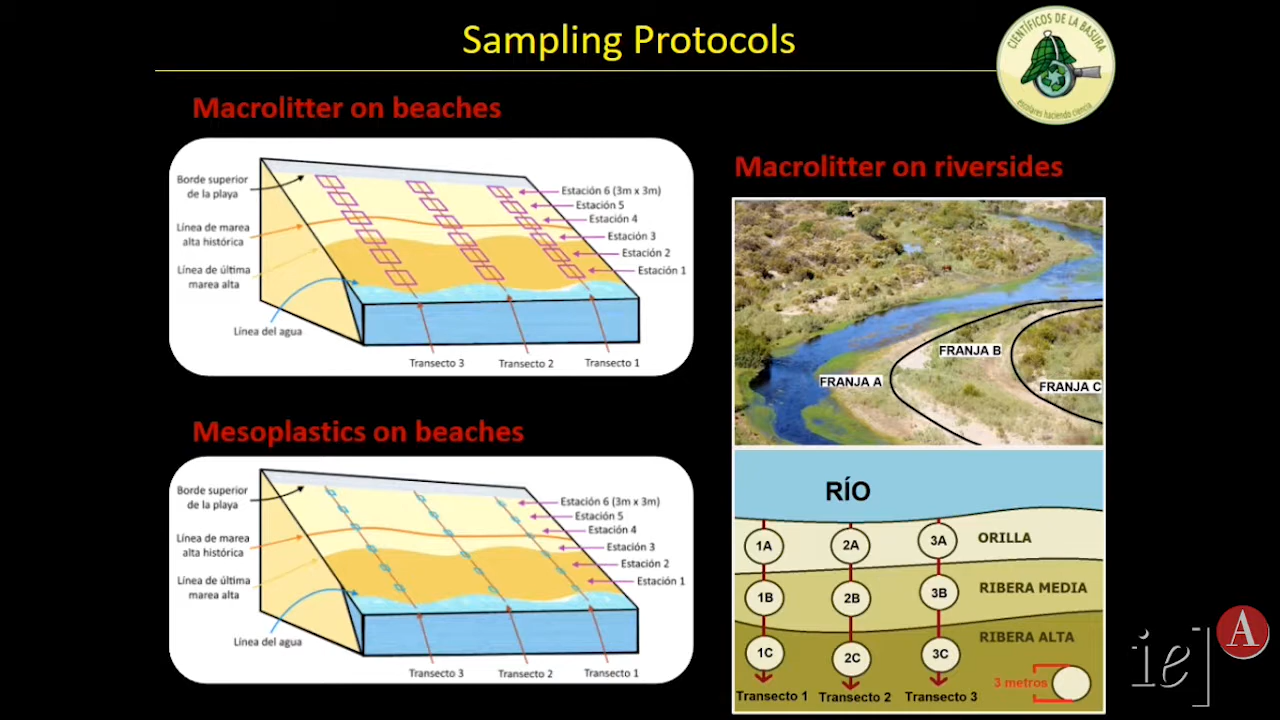 Sampling Protocols
CIENTÍFICOS DE LA BASURA
escolares haciendo ciencia
Macrolitter on beaches
Borde superior
de la playa
Línea de marea
alta histórica
Línea de última
marea alta
Línea del agua
Estación 6 (3m x 3m)
Estación 5
Estación 4
Estación 3
Estación 2
Estación 1
Transecto 3
Transecto 2
Transecto 1
Mesoplastics on beaches
Borde superior
de la playa
Línea de marea
alta histórica
Línea de última
marea alta
Línea del agua
Estación 6 (3m x 3m)
Estación 5
Estación 4
Estación 3
Estación 2
Estación 1
Transecto 3
Transecto 2
Transecto 1
Macrolitter on riversides
FRANJA A
FRANJA B
FRANJA C
RÍO
1A 2A 3A ORILLA
1B 2B 3B RIBERA MEDIA
1C 2C 3C RIBERA ALTA
3 metros
Transecto 1 Transecto 2 Transecto 3
ie] A